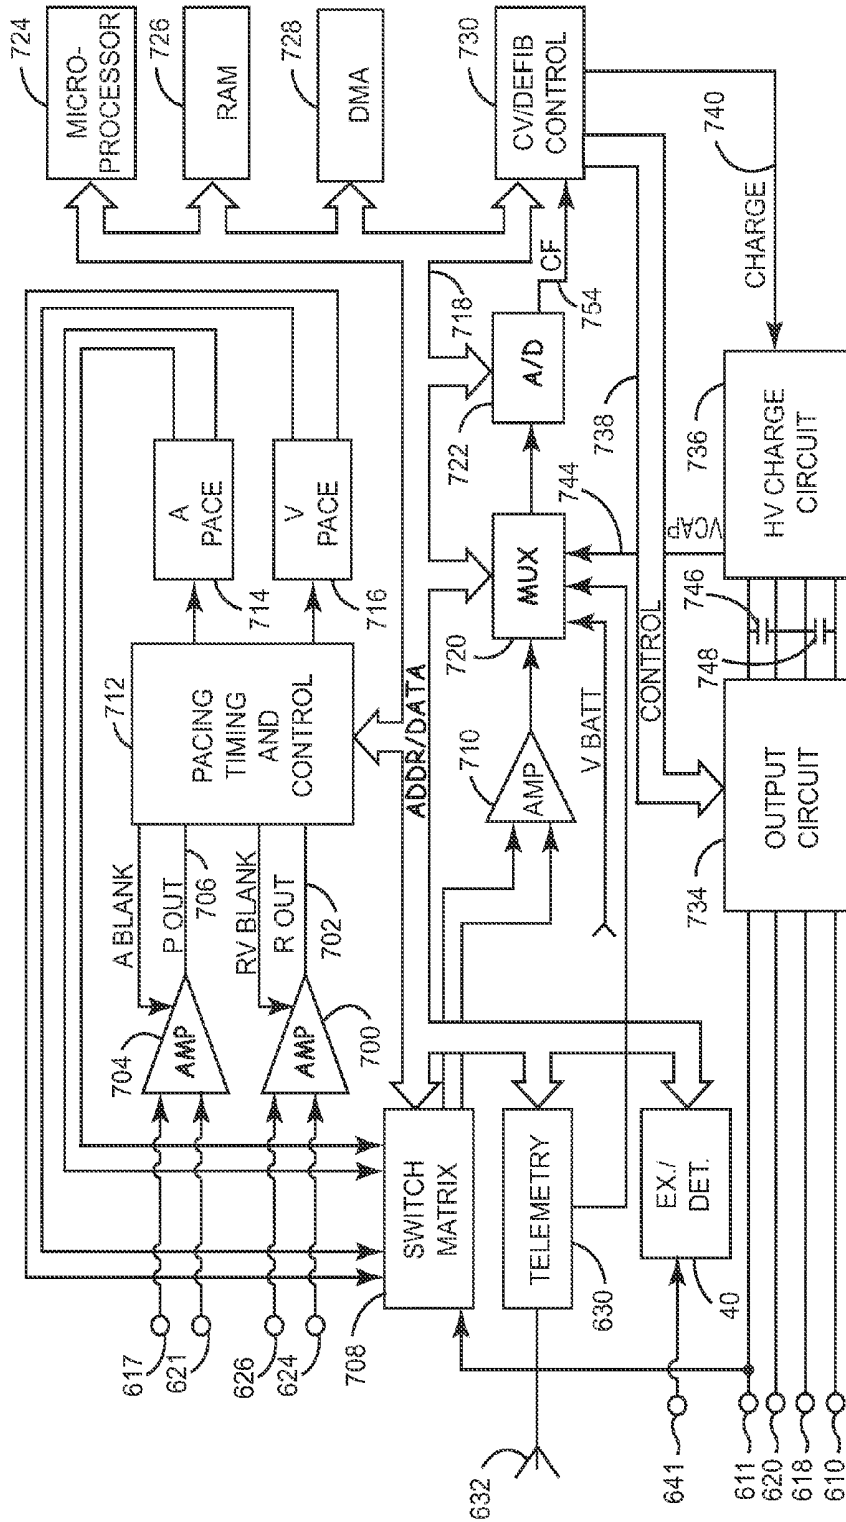 617
621
626
624
704
AMP
AMP
700
A BLANK
P OUT
706
RV BLANK
R OUT
702
712
PACING
TIMING
AND
CONTROL
A
PACE
714
V
PACE
716
724
MICRO-
PROCESSOR
726
RAM
728
DMA
730
CV/DEFIB
CONTROL
ADDR/DATA
718
708
SWITCH
MATRIX
710
AMP
720
MUX
722
A/D
CF
754
632
TELEMETRY
630
V BATT
744
738
CONTROL
VCAP
740
CHARGE
641
EX./
DET.
40
611
620
618
610
734
OUTPUT
CIRCUIT
746
748
736
HV CHARGE
CIRCUIT